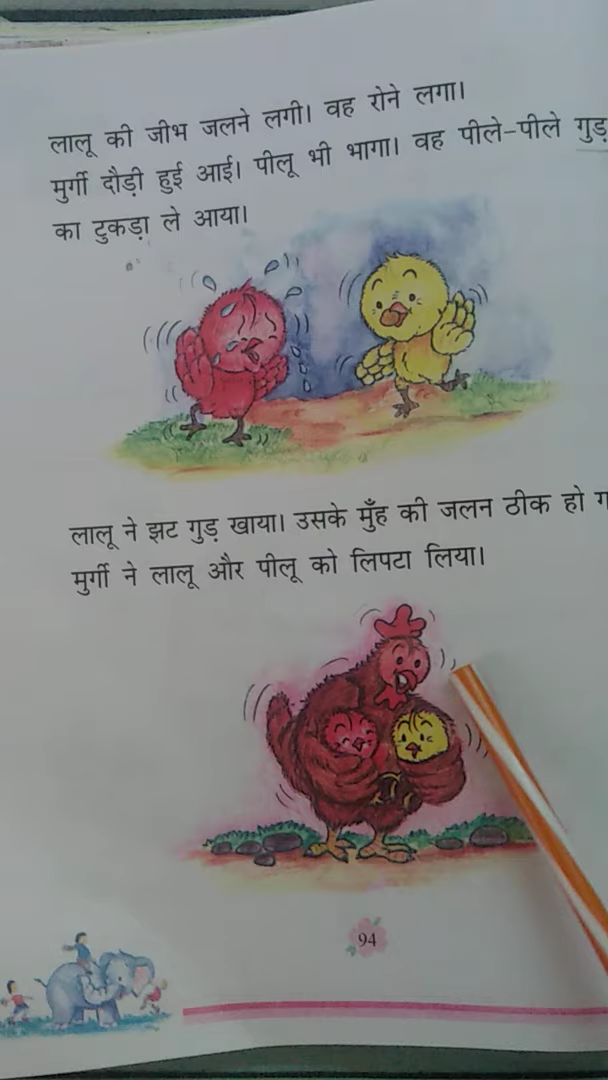 लालू की जीभ जलने लगी। वह रोने लगा।
मुर्गी दौड़ी हुई आई। पीलू भी भागा। वह पीले-पीले गुड़
का टुकड़ा ले आया।
लालू ने झट गुड़ खाया। उसके मुँह की जलन ठीक हो
मुर्गी ने लालू और पीलू को लिपटा लिया।
94